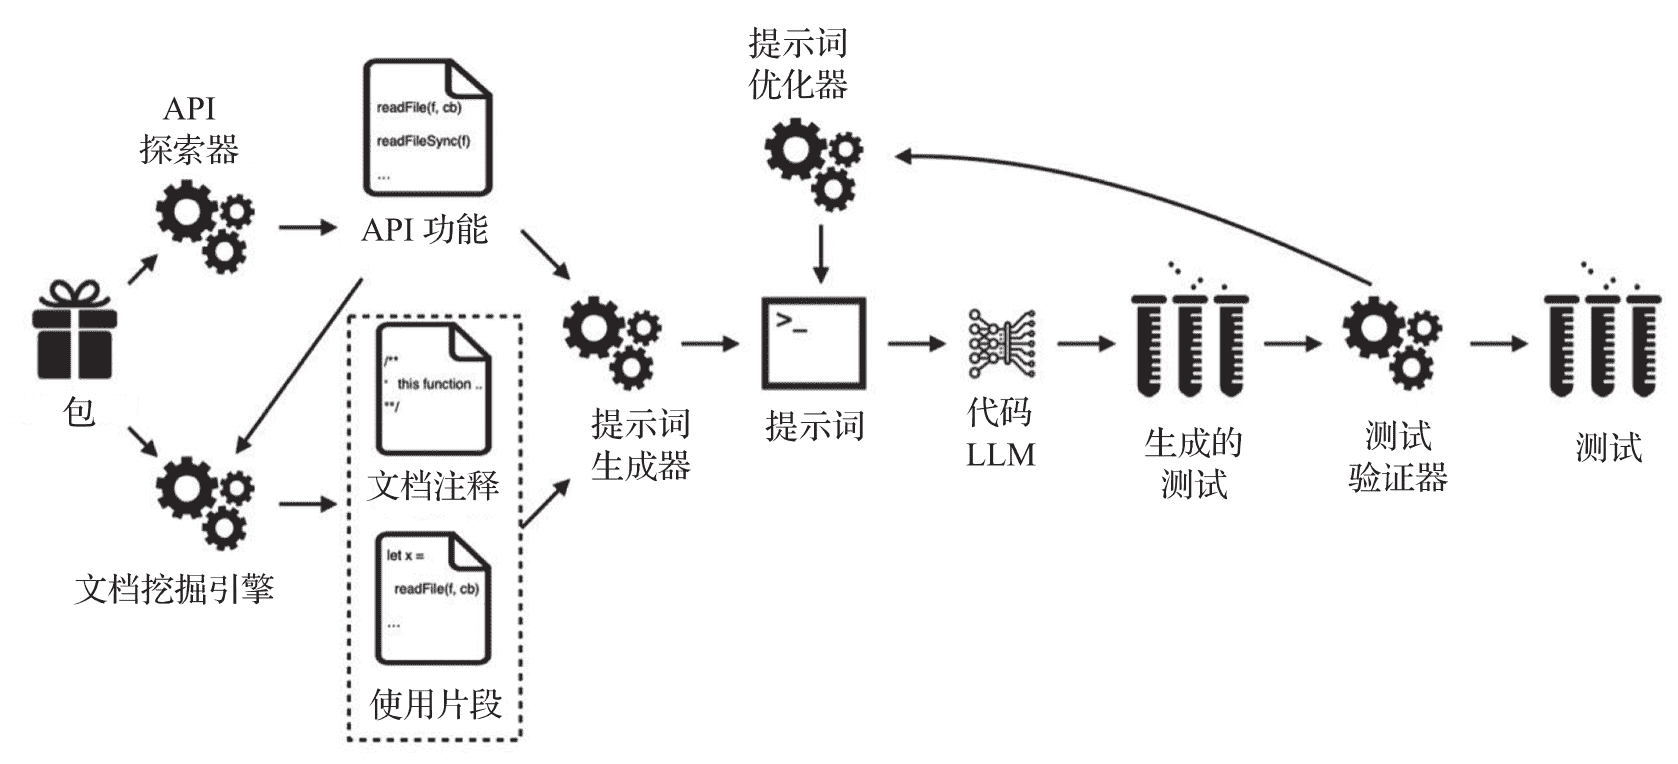 API
探索器
readFile(f, cb)
readFileSync(f)
...
API 功能
包
文档挖掘引擎
/**
* this function ..
**/
文档注释
let x =
readFile(f, cb)
...
使用片段
提示词
生成器
提示词
优化器
>_
提示词
代码
LLM
生成的
测试
测试
验证器
测试